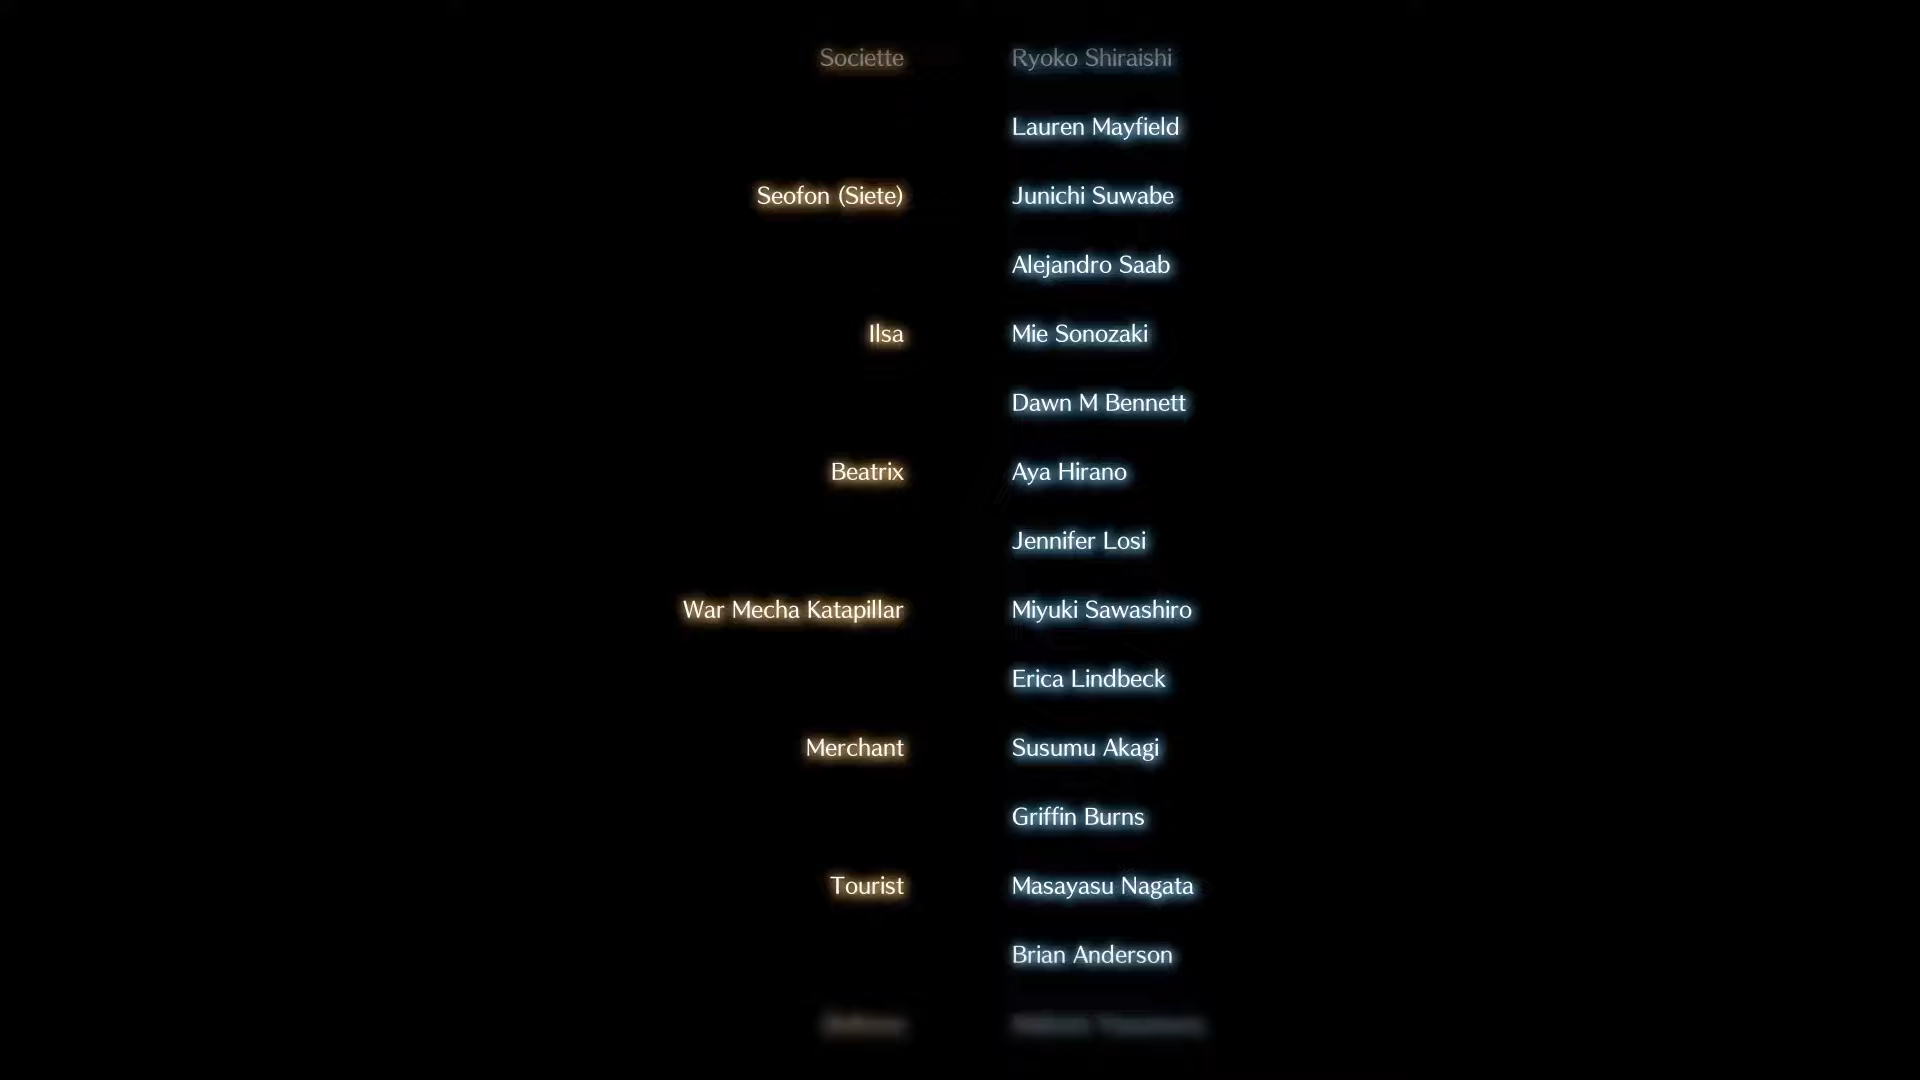 Societte Ryoko Shiraishi
Lauren Mayfield
Seofon (Siete) Junichi Suwabe
Alejandro Saab
Ilsa Mie Sonozaki
Dawn M Bennett
Beatrix Aya Hirano
Jennifer Losi
War Mecha Katapillar Miyuki Sawashiro
Erica Lindbeck
Merchant Susumu Akagi
Griffin Burns
Tourist Masayasu Nagata
Brian Anderson